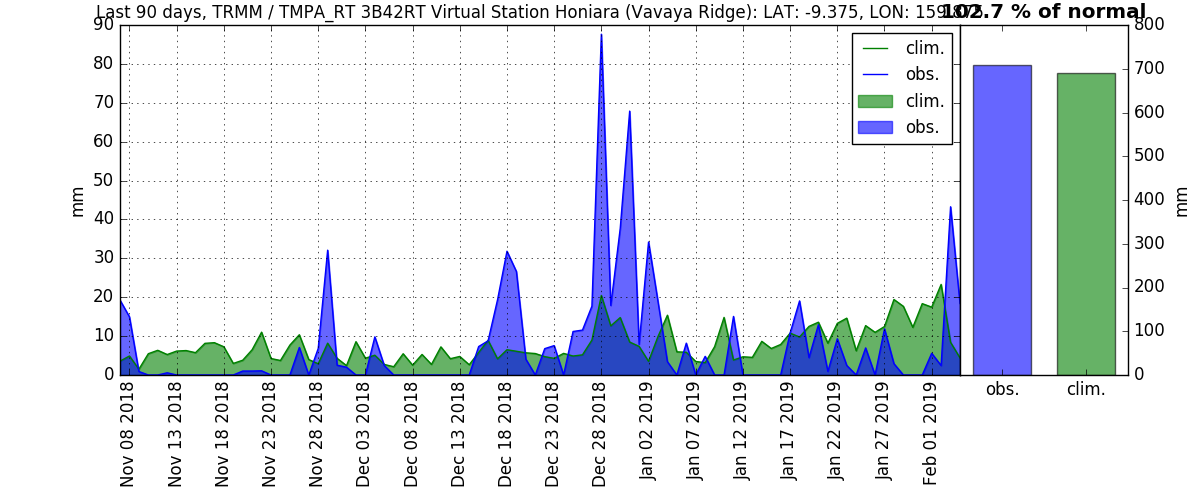 Last 90 days, TRMM / TMPA_RT 3B42RT Virtual Station Honiara (Vavaya Ridge): LAT: -9.375, LON:
102.7 % of normal
90
80
70
60
50
40
30
20
10
0
mm
clim.
obs.
clim.
obs.
800
700
600
500
400
300
200
100
0
mm
obs.
clim.
Nov 08 2018
Nov 13 2018
Nov 18 2018
Nov 23 2018
Nov 28 2018
Dec 03 2018
Dec 08 2018
Dec 13 2018
Dec 18 2018
Dec 23 2018
Dec 28 2018
Jan 02 2019
Jan 07 2019
Jan 12 2019
Jan 17 2019
Jan 22 2019
Jan 27 2019
Feb 01 2019